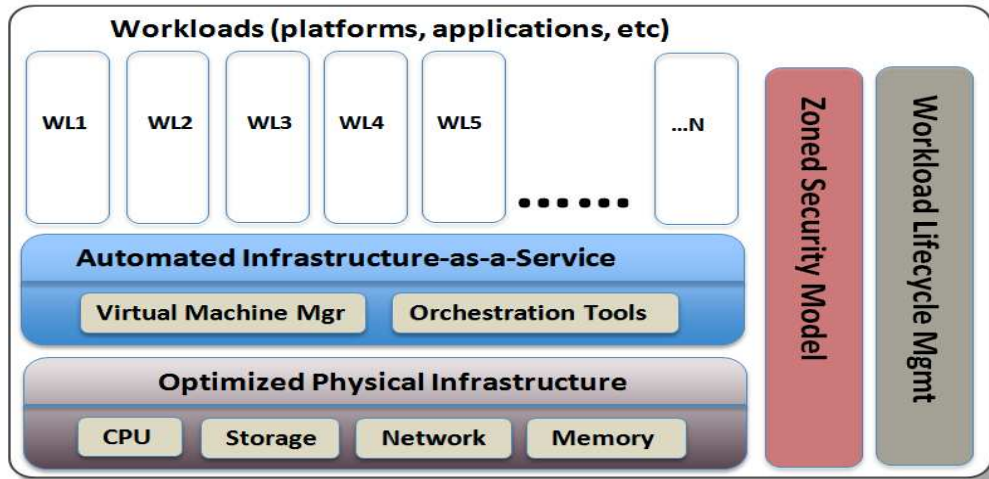 Workloads (platforms, applications, etc)
WL1
WL2
WL3
WL4
WL5
.......
...N
Automated Infrastructure-as-a-Service
Virtual Machine Mgr
Orchestration Tools
Optimized Physical Infrastructure
CPU
Storage
Network
Memory
Zoned Security Model
Workload Lifecycle Mgmt